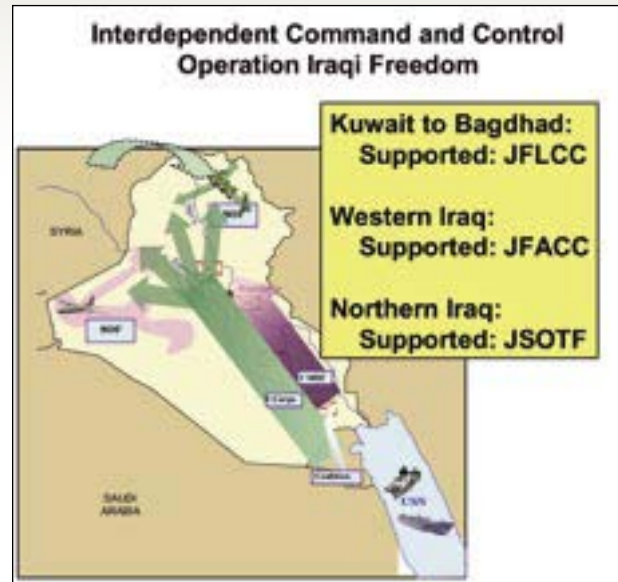 Interdependent Command and Control
Operation Iraqi Freedom
Kuwait to Bagdhad:
Supported: JFLCC
Western Iraq:
Supported: JFACC
Northern Iraq:
Supported: JSOTF
SYRIA
SAUDI
ARABIA